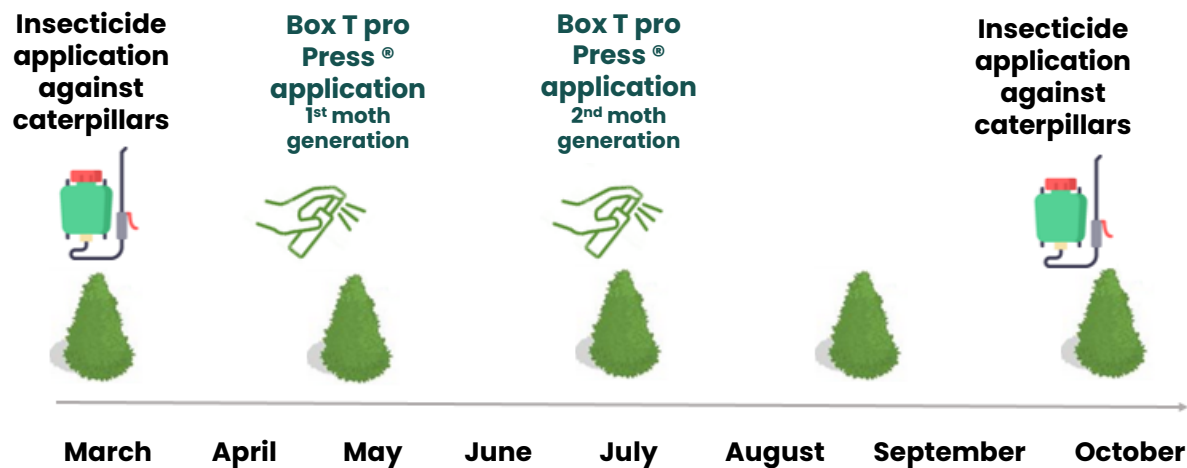 Insecticide
application
against
caterpillars
Box T pro
Press ®
application
1st moth
generation
Box T pro
Press ®
application
2nd moth
generation
Insecticide
application
against
caterpillars
March April May June July August September October